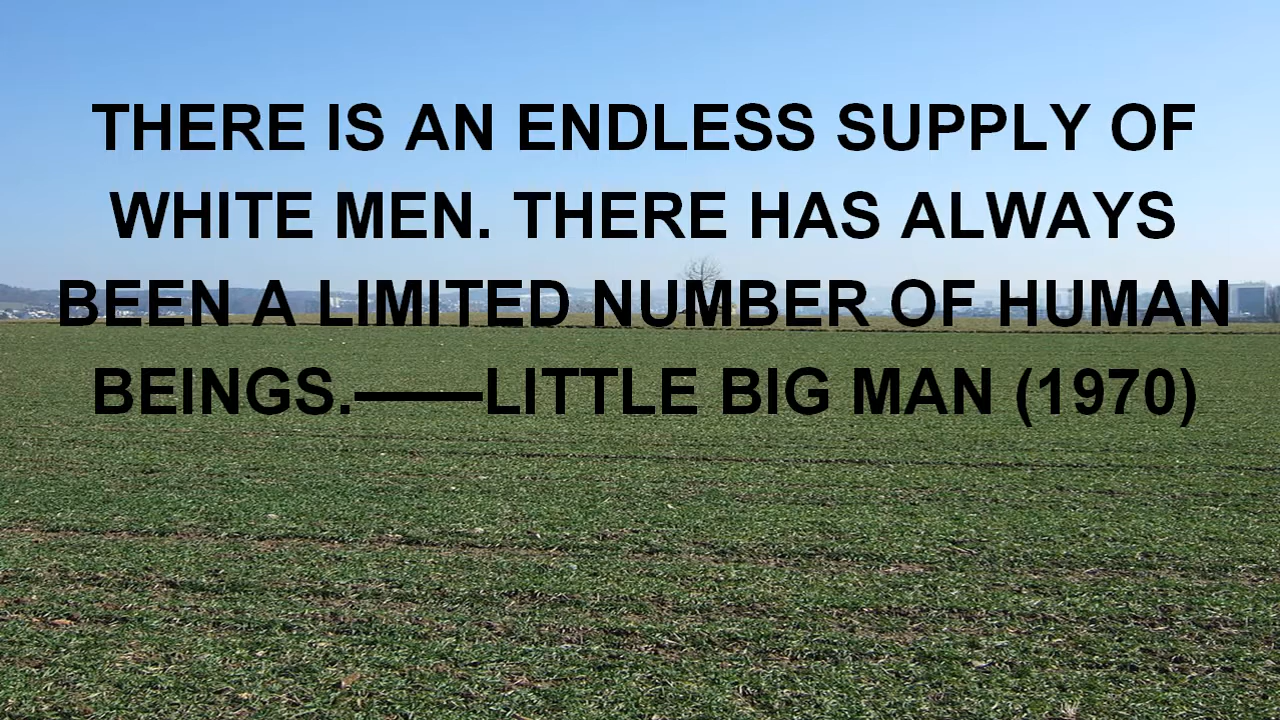 THERE IS AN ENDLESS SUPPLY OF
WHITE MEN. THERE HAS ALWAYS
BEEN A LIMITED NUMBER OF HUMAN
BEINGS.——LITTLE BIG MAN (1970)